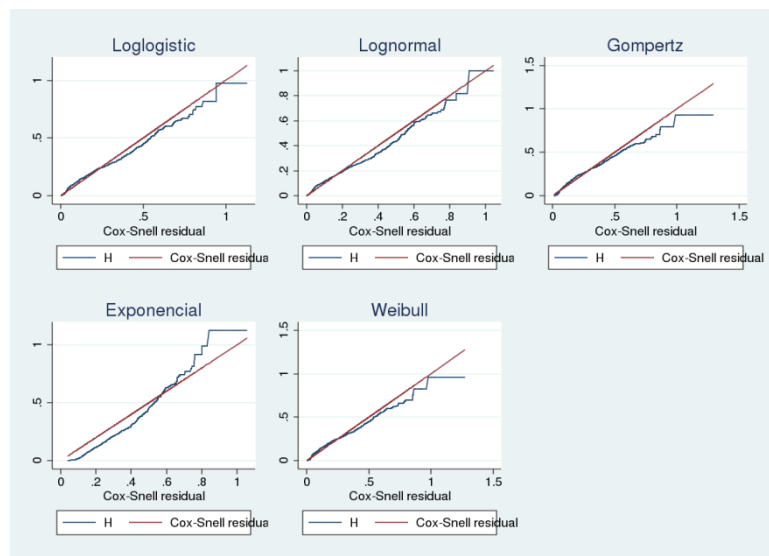 Loglogistic
1
.5
0
0 .5 1
Cox-Snell residual
H Cox-Snell residua
Lognormal
1
.8
.6
.4
.2
0
0 .2 .4 .6 .8 1
Cox-Snell residual
H Cox-Snell residua
Gompertz
1.5
1
.5
0
0 .5 1 1.5
Cox-Snell residual
H Cox-Snell residual
Exponencial
1
.5
0
0 .2 .4 .6 .8 1
Cox-Snell residual
H Cox-Snell residua
Weibull
1.5
1
.5
0
0 .5 1 1.5
Cox-Snell residual
H Cox-Snell residual